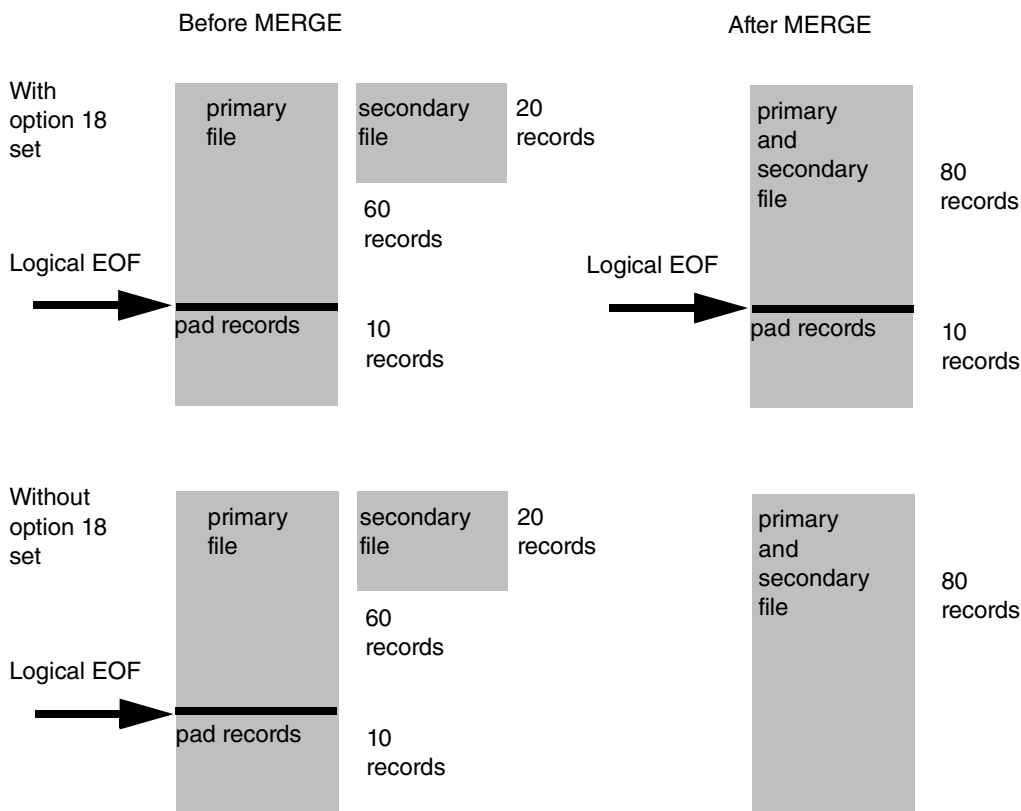 Before MERGE
After MERGE
With
option 18
set
primary
file
secondary
file
20
records
60
records
Logical EOF
pad records
10
records
primary
and
secondary
file
80
records
Logical EOF
pad records
10
records
Without
option 18
set
primary
file
secondary
file
20
records
60
records
Logical EOF
pad records
10
records
primary
and
secondary
file
80
records